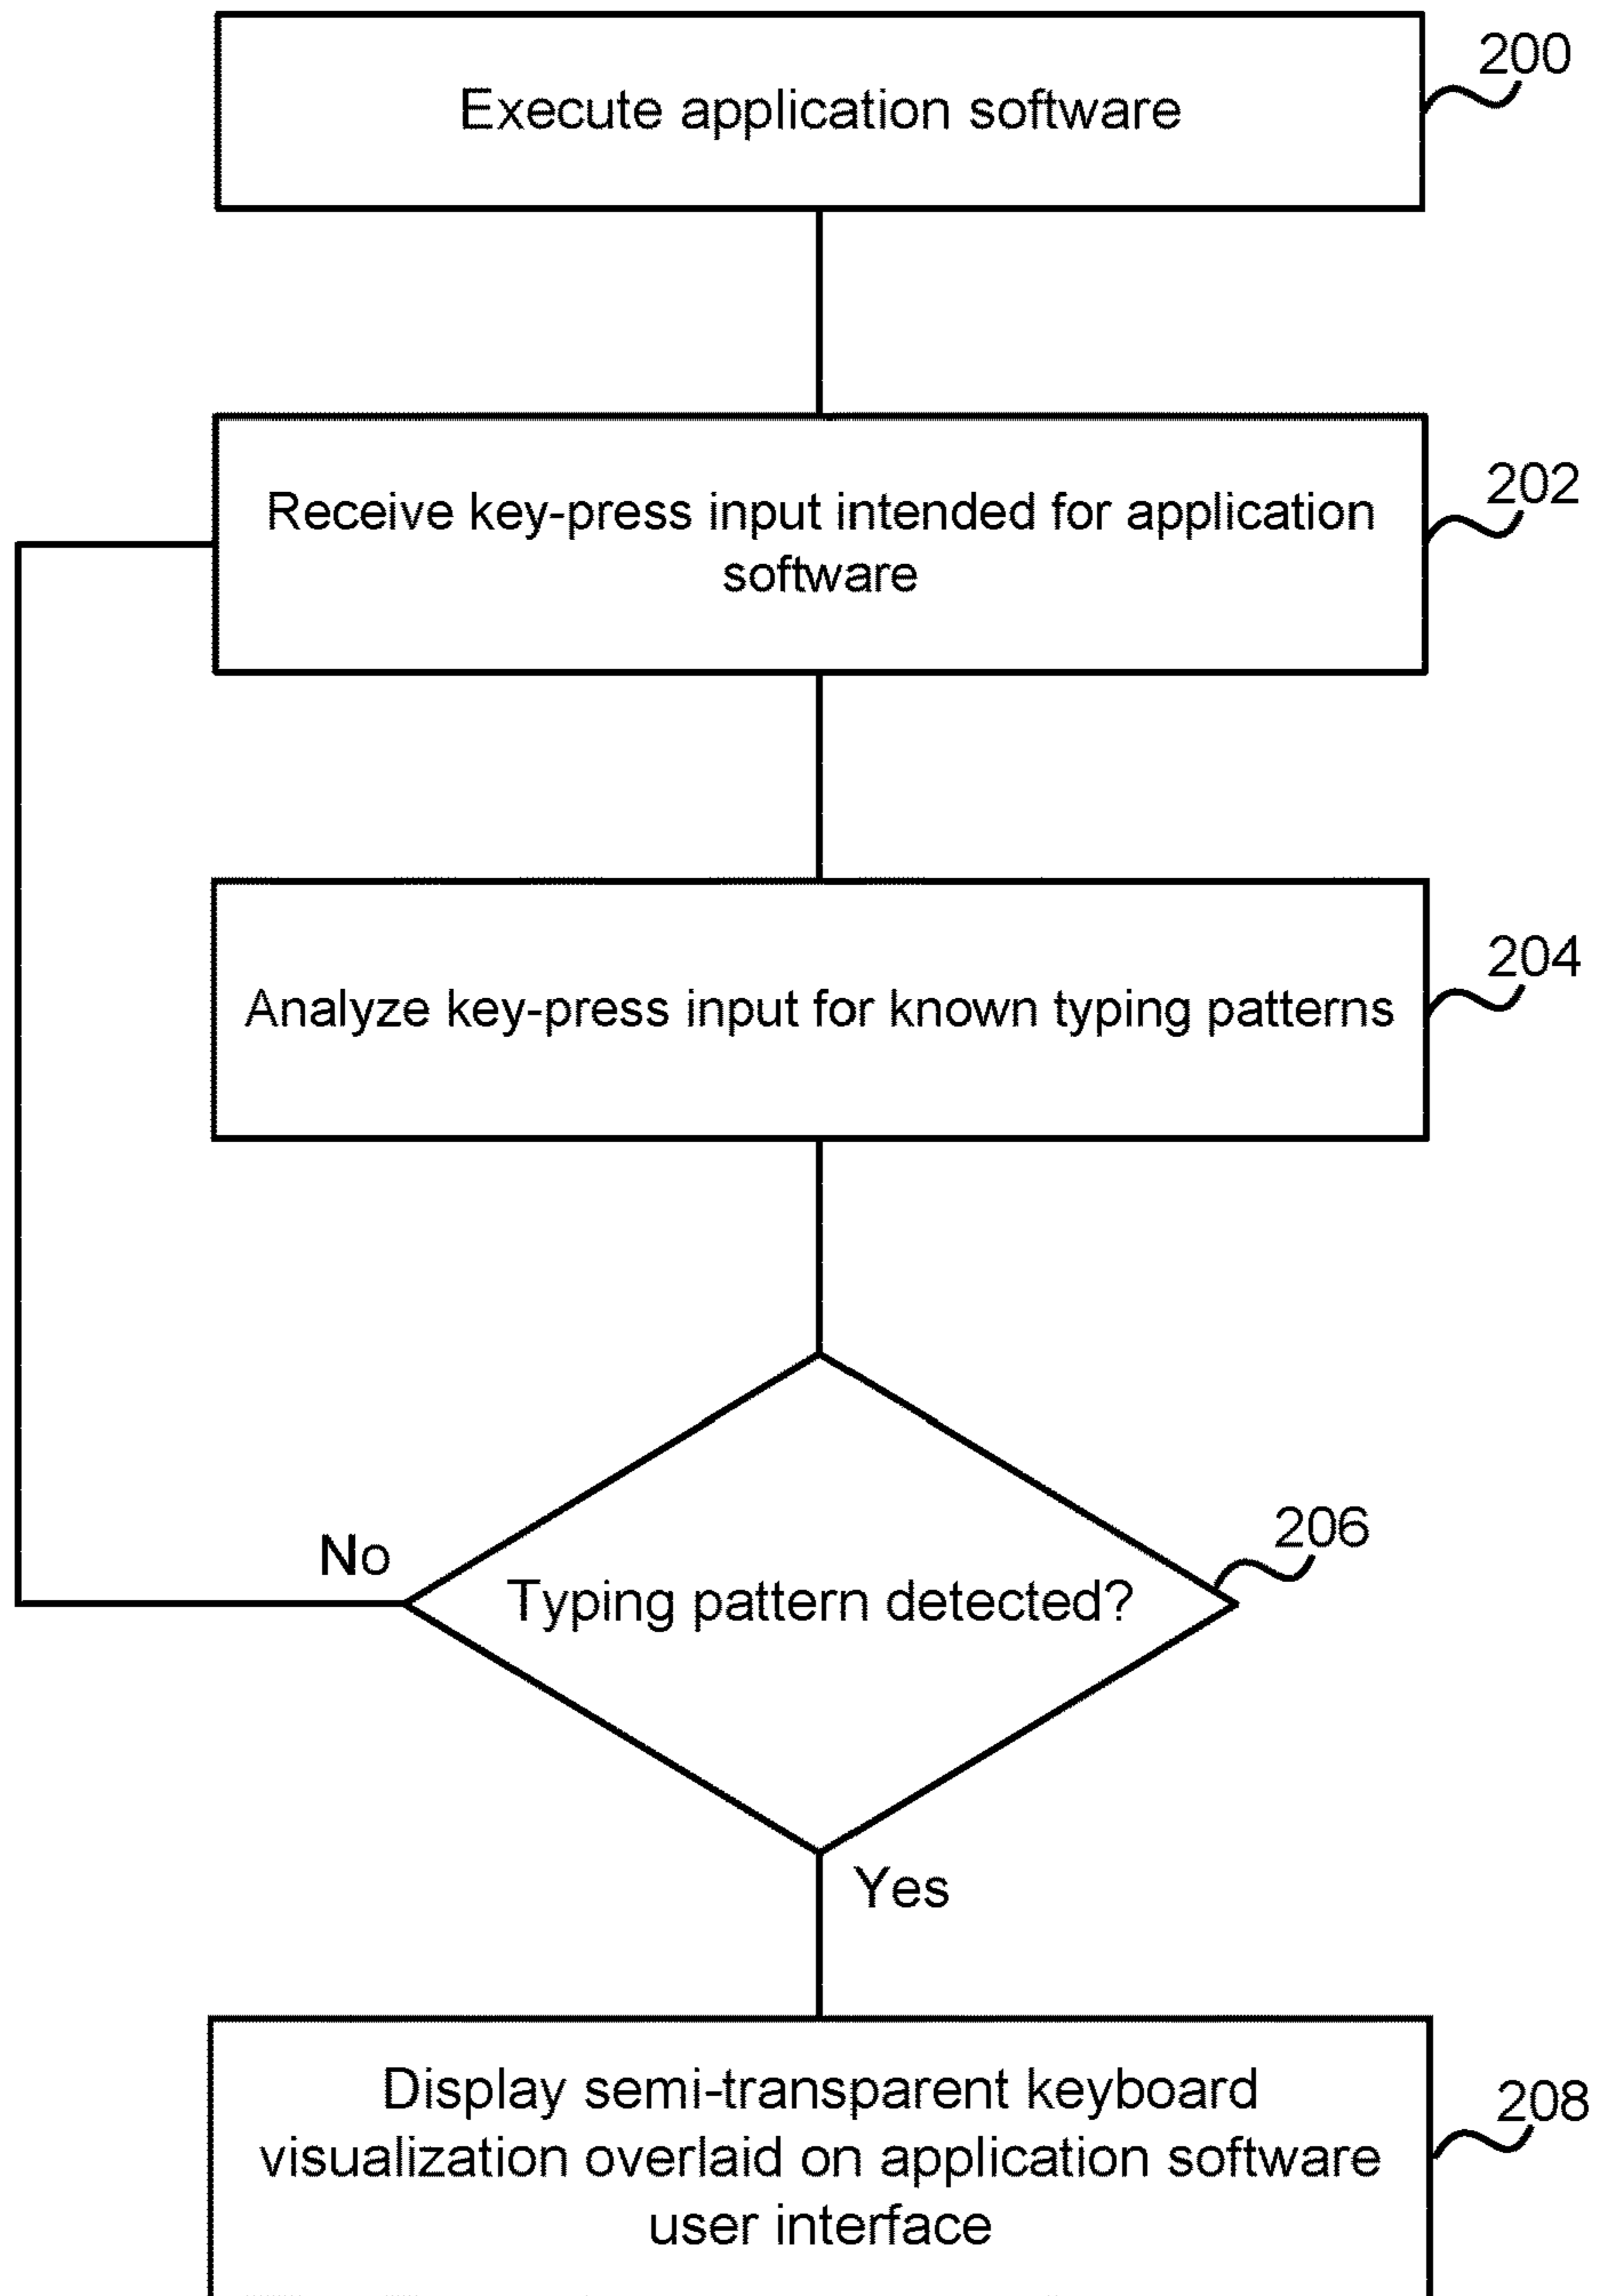 Execute application software
200
Receive key-press input intended for application
software
202
Analyze key-press input for known typing patterns
204
Typing pattern detected?
206
No
Yes
Display semi-transparent keyboard
visualization overlaid on application software
user interface
208